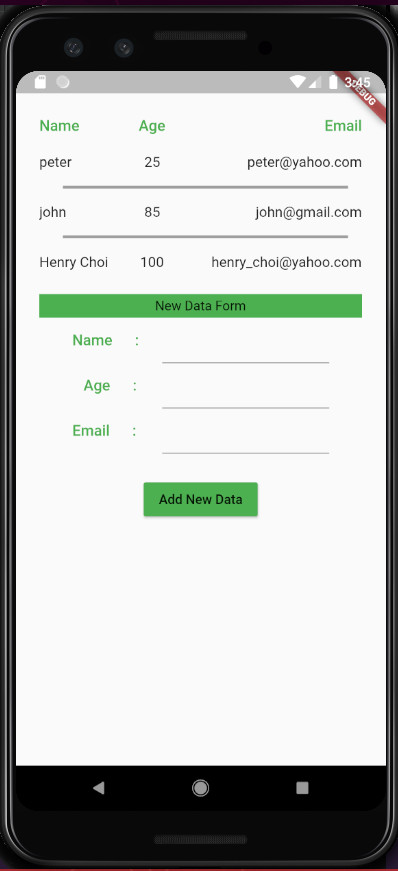 3:45
DEBUG
Name Age Email
peter 25 peter@yahoo.com
john 85 john@gmail.com
Henry Choi 100 henry_choi@yahoo.com
New Data Form
Name :
Age :
Email :
Add New Data